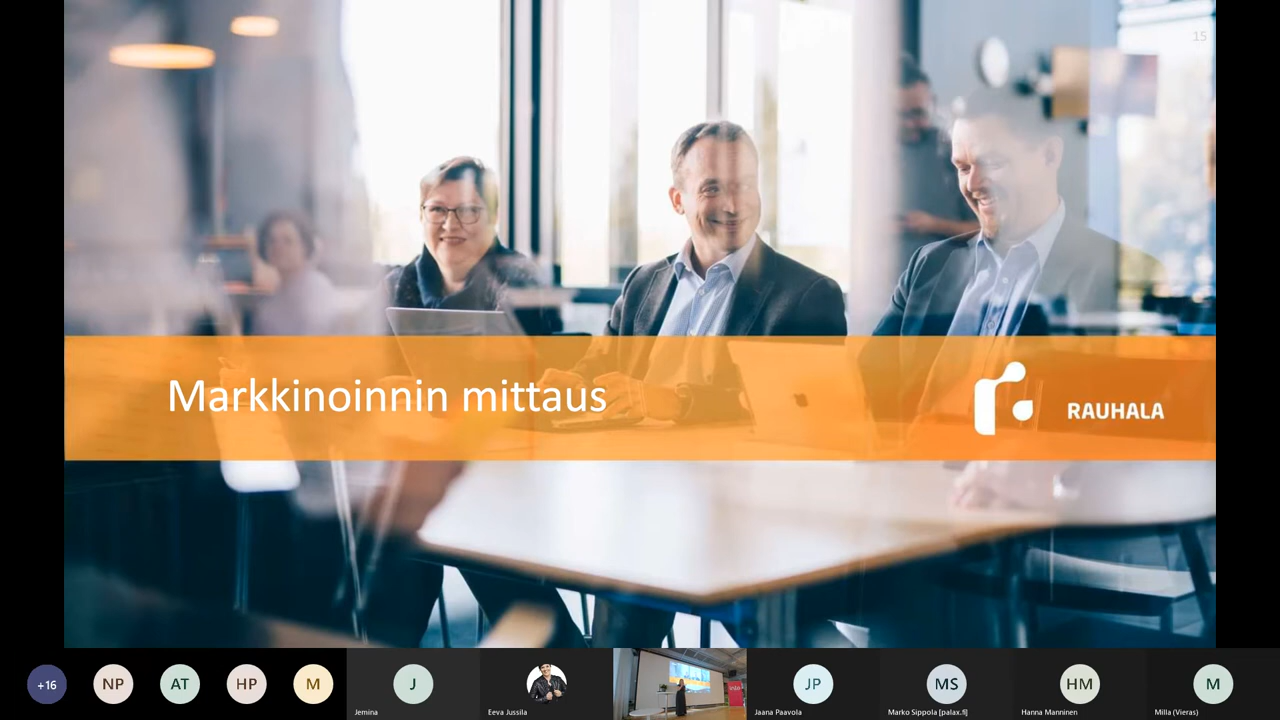 15
Markkinoinnin mittaus
RAUHALA
+16
NP
AT
HP
M
J
JP
MS
HM
M
Jemina
Eeva Jussila
Jaana Paavola
Marko Sippola [palax.fi]
Hanna Manninen
Milla (Vieras)